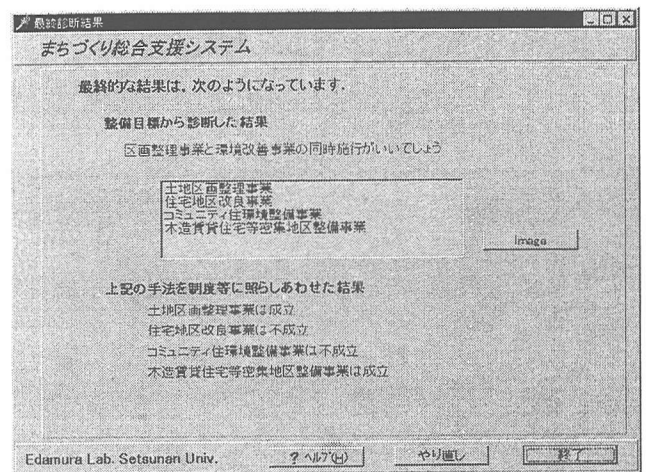 最終診断結果
まちづくり総合支援システム
最終的な結果は、次のようになっています.
整備目標から診断した結果
区画整理事業と環境改善事業の同時施行がいいでしょう
土地区画整理事業
住宅地区改良事業
コミュニティ住環境整備事業
木造賃貸住宅等密集地区整備事業
Image
上記の手法を制度等に照らしあわせた結果
土地区画整理事業は成立
住宅地区改良事業は不成立
コミュニティ住環境整備事業は不成立
木造賃貸住宅等密集地区整備事業は成立
Edamura Lab. Setsunan Univ.
? ヘルプ(H)
やり直し
終了